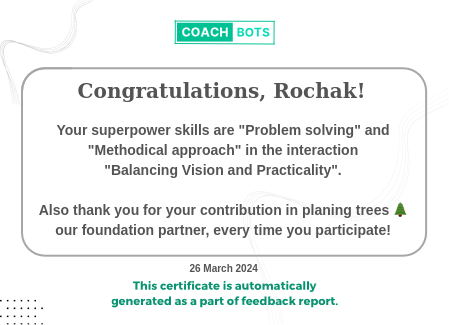 COACH BOTS
Congratulations, Rochak!
Your superpower skills are "Problem solving" and
"Methodical approach" in the interaction
"Balancing Vision and Practicality".
Also thank you for your contribution in planing trees 🌲
our foundation partner, every time you participate!
26 March 2024
This certificate is automatically
generated as a part of feedback report.